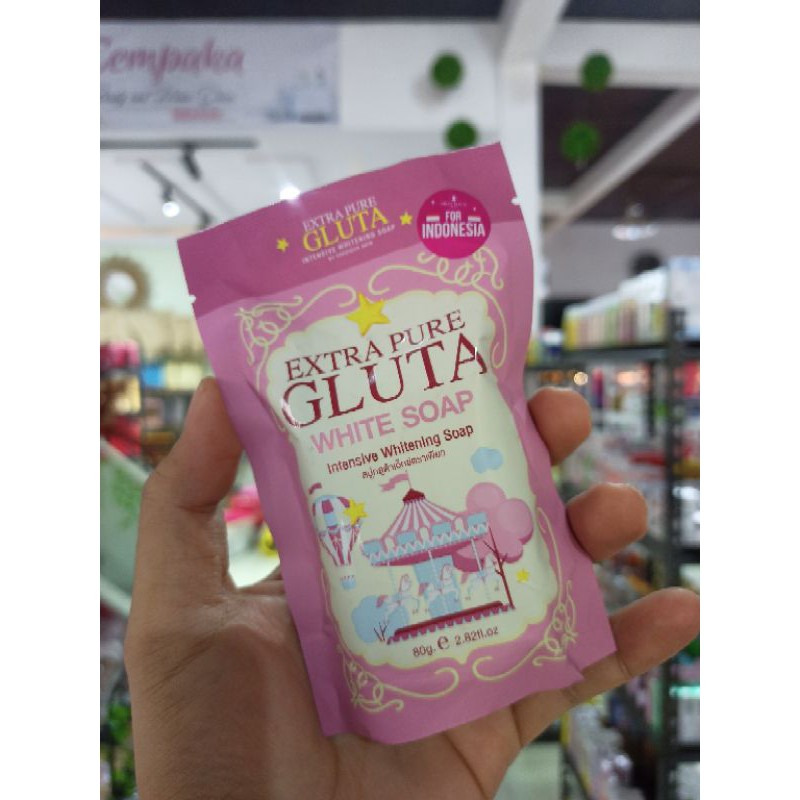 Cempaka
EXTRA PURE
GLUTA
INTENSIVE WHITENING SOAP
FOR
INDONESIA
EXTRA PURE
GLUTA
WHITE SOAP
Intensive Whitening Soap
80g. e 2.82fl.oz